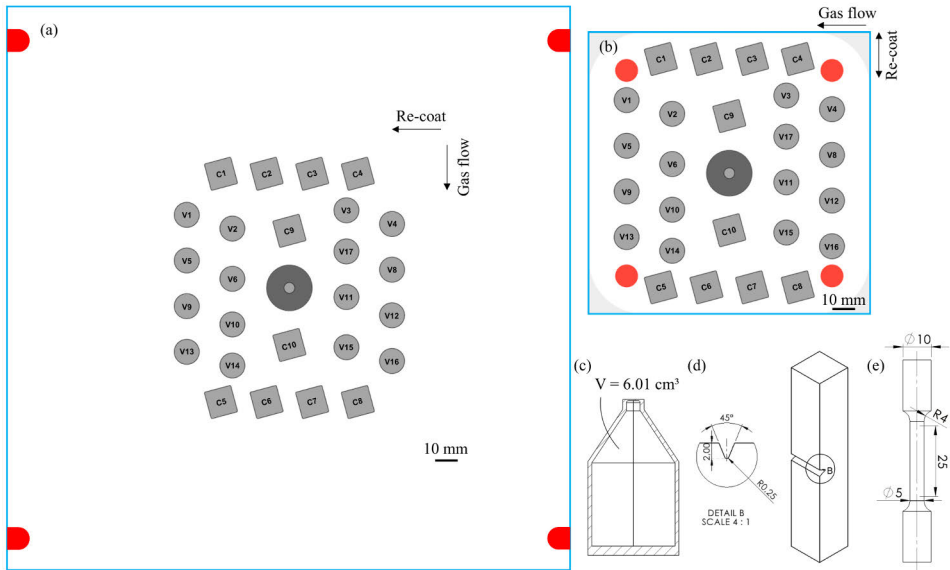 (a)
Re-coat
Gas flow
C1 C2 C3 C4
V1 V2 C9 V3 V4
V5 V6 V8
V9 V10 V11 V12
V13 V14 C10 V15 V16
V17
C5 C6 C7 C8
10 mm
Gas flow
Re-coat
(b)
C1 C2 C3 C4
V1 V2 C9 V3 V4
V17
V5 V6 V8
V9 V10 V11 V12
V13 V14 C10 V15 V16
C5 C6 C7 C8
10 mm
(c)
V = 6.01 cm³
(d)
45°
2.00
R0.25
DETAIL B
SCALE 4 : 1
B
(e)
∅10
R4
25
∅5